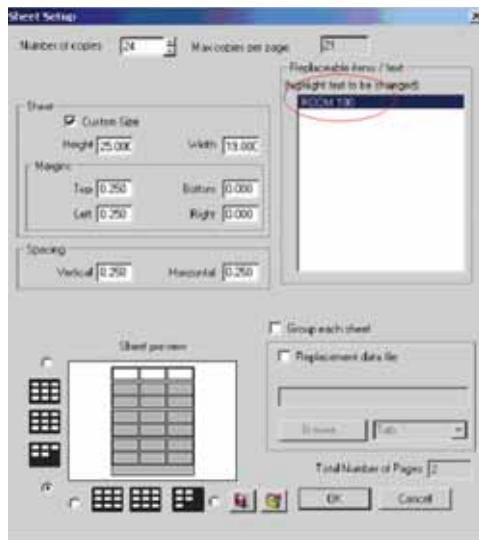 Sheet Setup
Number of copies 24 Max copies per page 21
Replaceable items / text
(highlight text to be changed)
ROOM 100
Sheet
Custom Size
Height 25.00 Width 19.00
Margins
Top 0.250 Bottom 0.000
Left 0.250 Right 0.000
Spacing
Vertical 0.250 Horizontal 0.250
Group each sheet
Sheet preview
Replacement data file
Browse... Tab
Total Number of Pages 2
OK Cancel